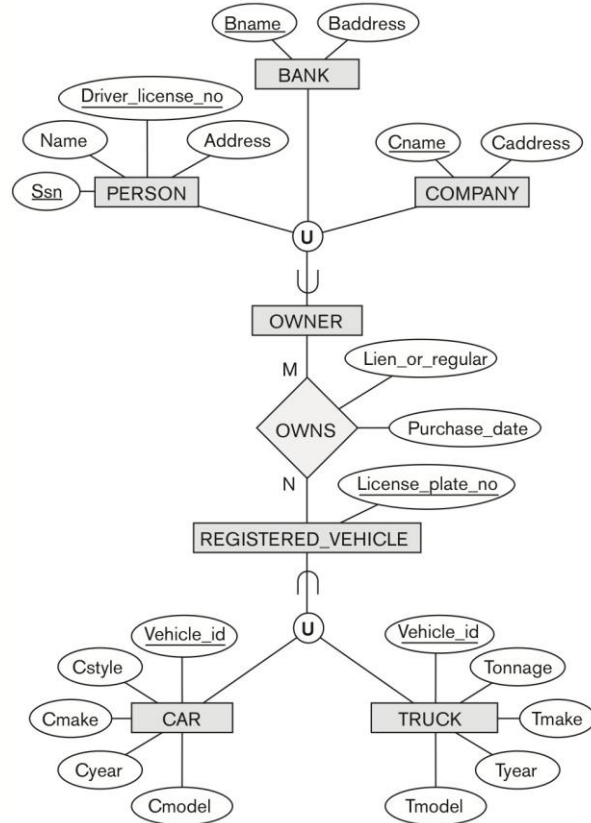 Bname
Baddress
BANK
Driver_license_no
Name
Address
Cname
Caddress
Ssn
PERSON
COMPANY
U
OWNER
M
Lien_or_regular
OWNS
Purchase_date
N
License_plate_no
REGISTERED_VEHICLE
U
Vehicle_id
Vehicle_id
Cstyle
Tonnage
Cmake
CAR
TRUCK
Tmake
Cyear
Tyear
Cmodel
Tmodel